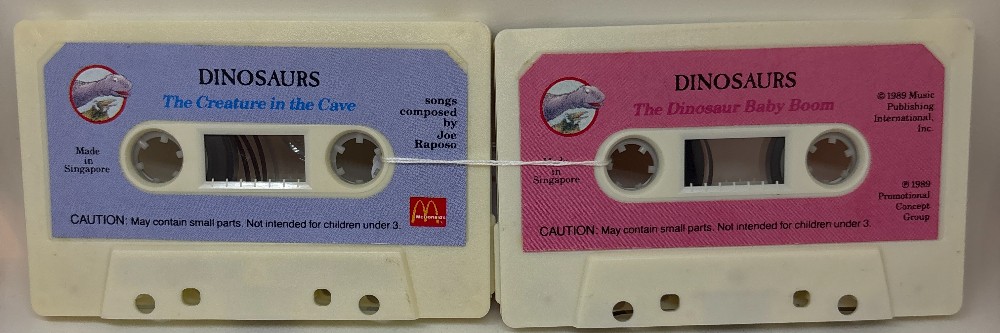 DINOSAURS
The Creature in the Cave
songs
composed
by
Joe
Raposo
Made
in
Singapore
McDonald's
CAUTION: May contain small parts. Not intended for children under 3.
DINOSAURS
The Dinosaur Baby Boom
© 1989 Music
Publishing
International,
Inc.
in
Singapore
℗ 1989
Promotional
Concept
Group
CAUTION: May contain small parts. Not intended for children under 3.